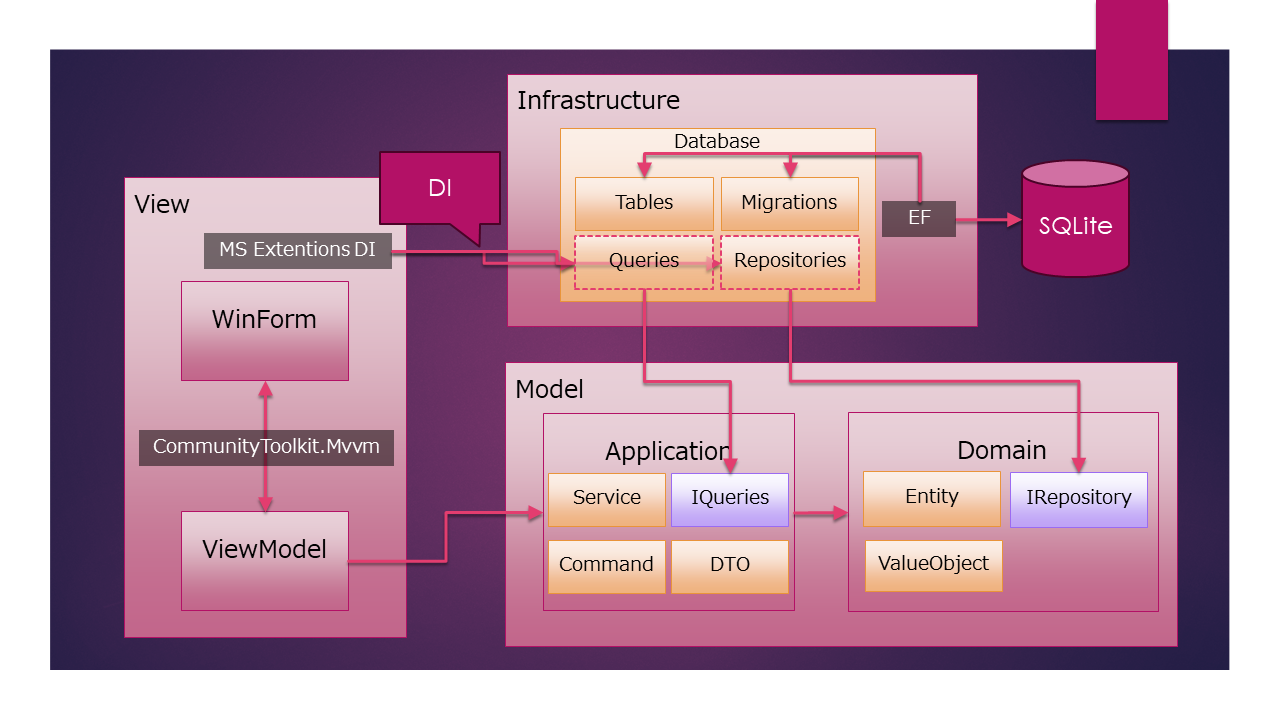 Infrastructure
Database
DI
Tables
Migrations
View
EF
SQLite
MS Extentions DI
Queries
Repositories
WinForm
Model
CommunityToolkit.Mvvm
Application
Domain
Service
IQueries
Entity
IRepository
ViewModel
Command
DTO
ValueObject